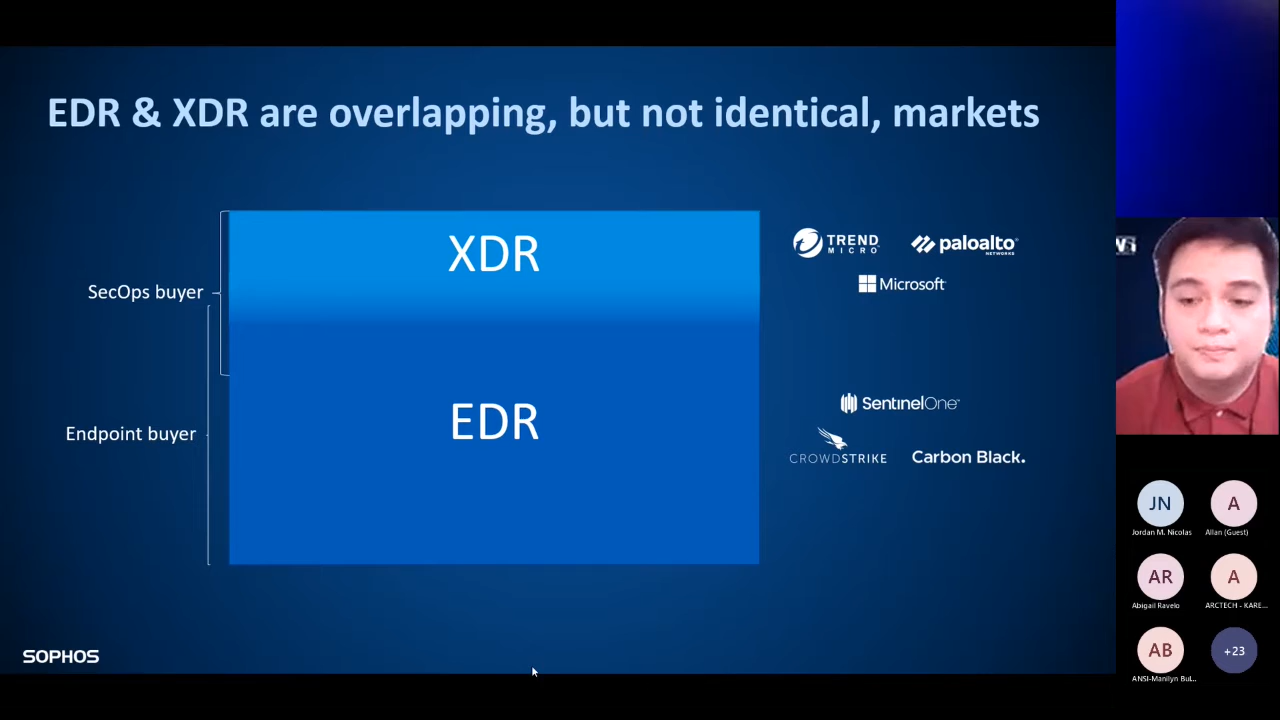 EDR & XDR are overlapping, but not identical, markets
XDR
SecOps buyer
EDR
Endpoint buyer
TREND
MICRO
paloalto
NETWORKS
Microsoft
SentinelOne
CROWDSTRIKE
Carbon Black.
SOPHOS
JN
Jordan M. Nicolas
A
Allan (Guest)
AR
Abigail Ravelo
A
ARCTECH - KARE...
AB
ANSI-Manilyn Bul...
+23